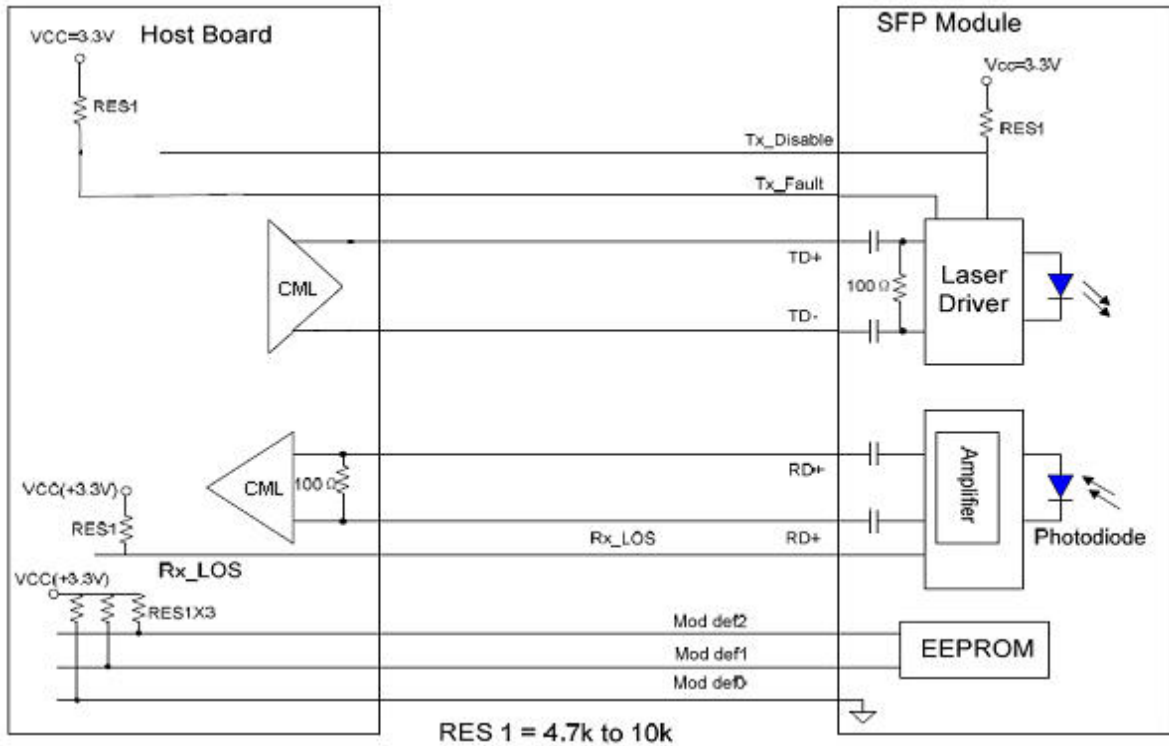 Host Board
VCC=3.3V
RES1
SFP Module
Vcc=3.3V
RES1
Tx_Disable
Tx_Fault
CML
TD+
TD-
100 Ω
Laser
Driver
CML
100 Ω
RD+
RD+
Amplifier
Photodiode
VCC(+3.3V)
RES1
Rx_LOS
Rx_LOS
VCC(+3.3V)
RES1X3
Mod def2
Mod def1
Mod def0
EEPROM
RES 1 = 4.7k to 10k